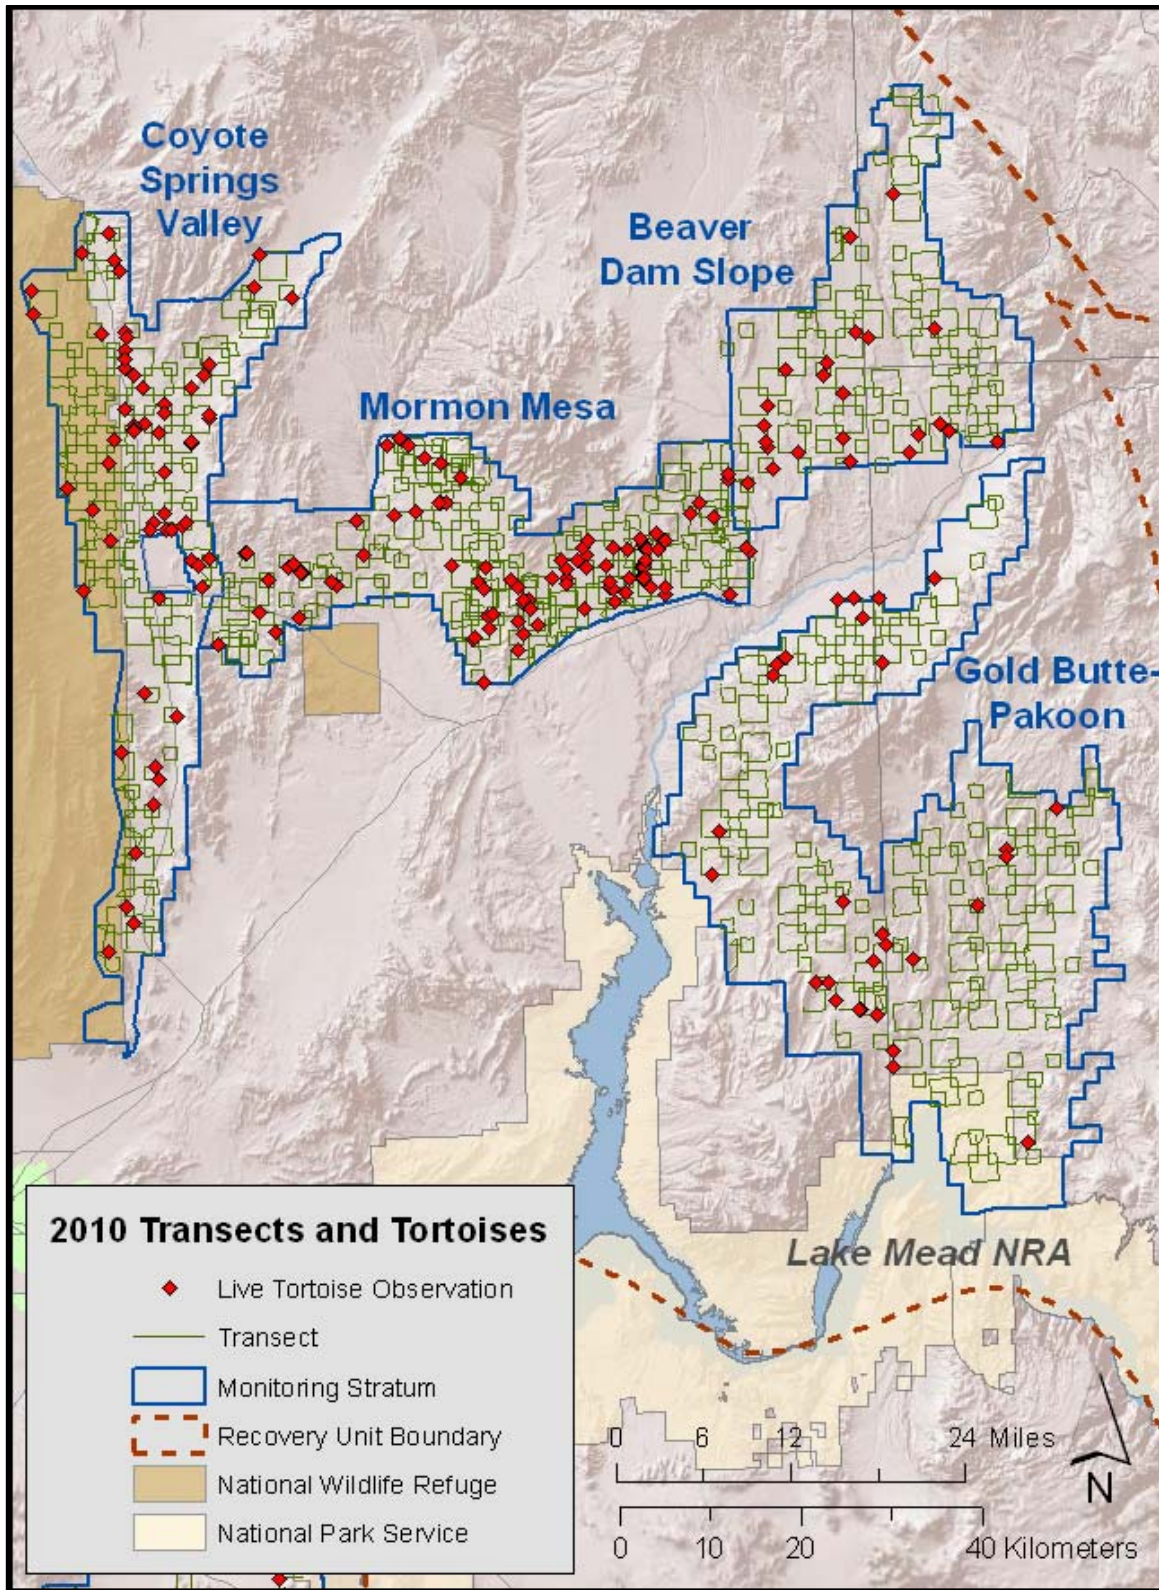 Coyote
Springs
Valley
Beaver
Dam Slope
Mormon Mesa
Gold Butte-
Pakoon
Lake Mead NRA
2010 Transects and Tortoises
Live Tortoise Observation
Transect
Monitoring Stratum
Recovery Unit Boundary
National Wildlife Refuge
National Park Service
0 6 12 24 Miles
0 10 20 40 Kilometers
N